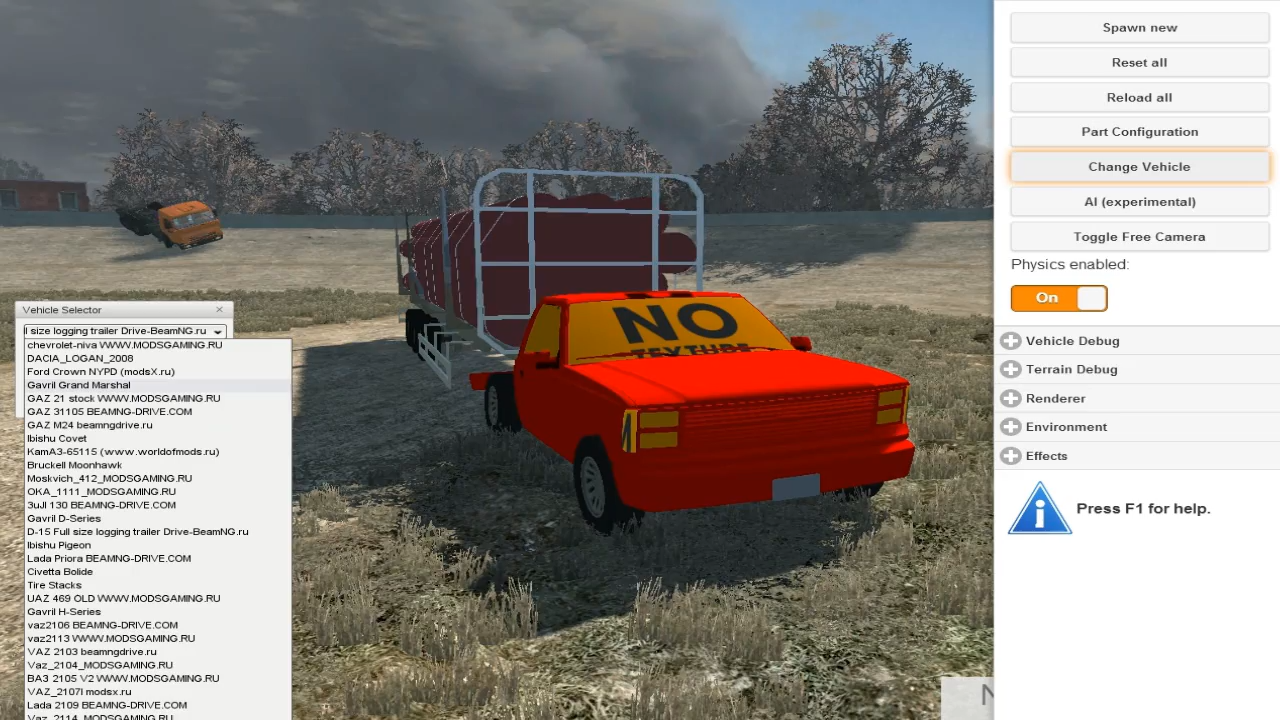 Vehicle Selector
l size logging trailer Drive-BeamNG.ru
chevrolet-niva WWW.MODSGAMING.RU
DACIA_LOGAN_2008
Ford Crown NYPD (modsX.ru)
Gavril Grand Marshal
GAZ 21 stock WWW.MODSGAMING.RU
GAZ 31105 BEAMNG-DRIVE.COM
GAZ M24 beamngdrive.ru
Ibishu Covet
KamA3-65115 (www.worldofmods.ru)
Bruckell Moonhawk
Moskvich_412_MODSGAMING.RU
OKA_1111_MODSGAMING.RU
3uJl 130 BEAMNG-DRIVE.COM
Gavril D-Series
D-15 Full size logging trailer Drive-BeamNG.ru
Ibishu Pigeon
Lada Priora BEAMNG-DRIVE.COM
Civetta Bolide
Tire Stacks
UAZ 469 OLD WWW.MODSGAMING.RU
Gavril H-Series
vaz2106 BEAMNG-DRIVE.COM
vaz2113 WWW.MODSGAMING.RU
VAZ 2103 beamngdrive.ru
Vaz_2104_MODSGAMING.RU
BA3 2105 V2 WWW.MODSGAMING.RU
VAZ_2107l modsx.ru
Lada 2109 BEAMNG-DRIVE.COM
Vaz_2114_MODSGAMING.RU
NO
TEXTURE
Spawn new
Reset all
Reload all
Part Configuration
Change Vehicle
AI (experimental)
Toggle Free Camera
Physics enabled:
On
Vehicle Debug
Terrain Debug
Renderer
Environment
Effects
Press F1 for help.